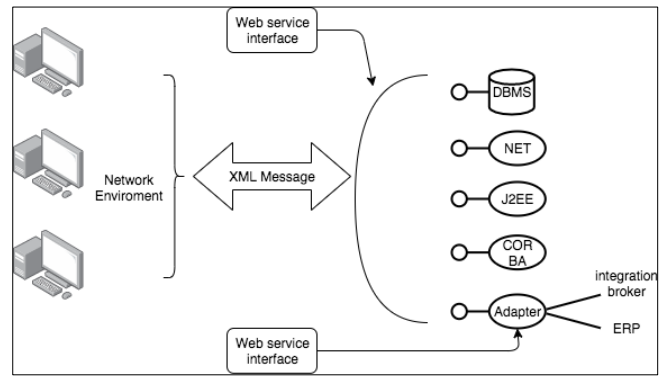 Web service
interface
DBMS
NET
Network
Enviroment
XML Message
J2EE
COR
BA
integration
broker
Adapter
ERP
Web service
interface